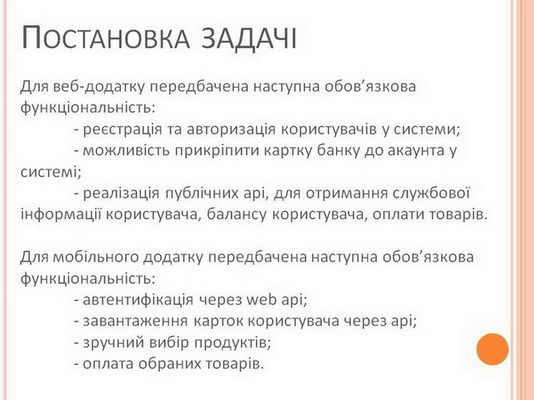 Постановка задачі
Для веб-додатку передбачена наступна обов’язкова
функціональність:
- реєстрація та авторизація користувачів у системи;
- можливість прикріпити картку банку до акаунта у
системі;
- реалізація публічних api, для отримання службової
інформації користувача, балансу користувача, оплати товарів.
Для мобільного додатку передбачена наступна обов’язкова
функціональність:
- автентифікація через web api;
- завантаження карток користувача через api;
- зручний вибір продуктів;
- оплата обраних товарів.